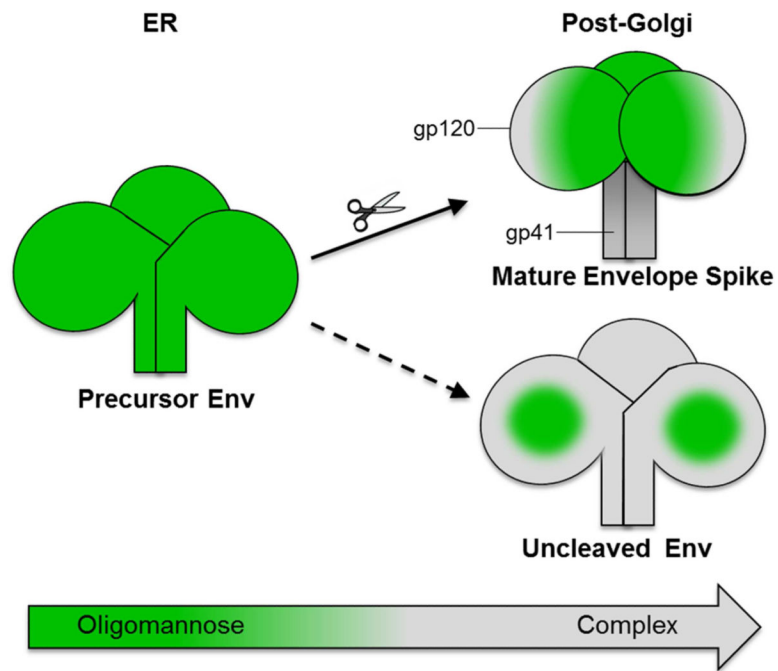 ER
Post-Golgi
gp120
gp41
Mature Envelope Spike
Precursor Env
Uncleaved Env
Oligomannose
Complex